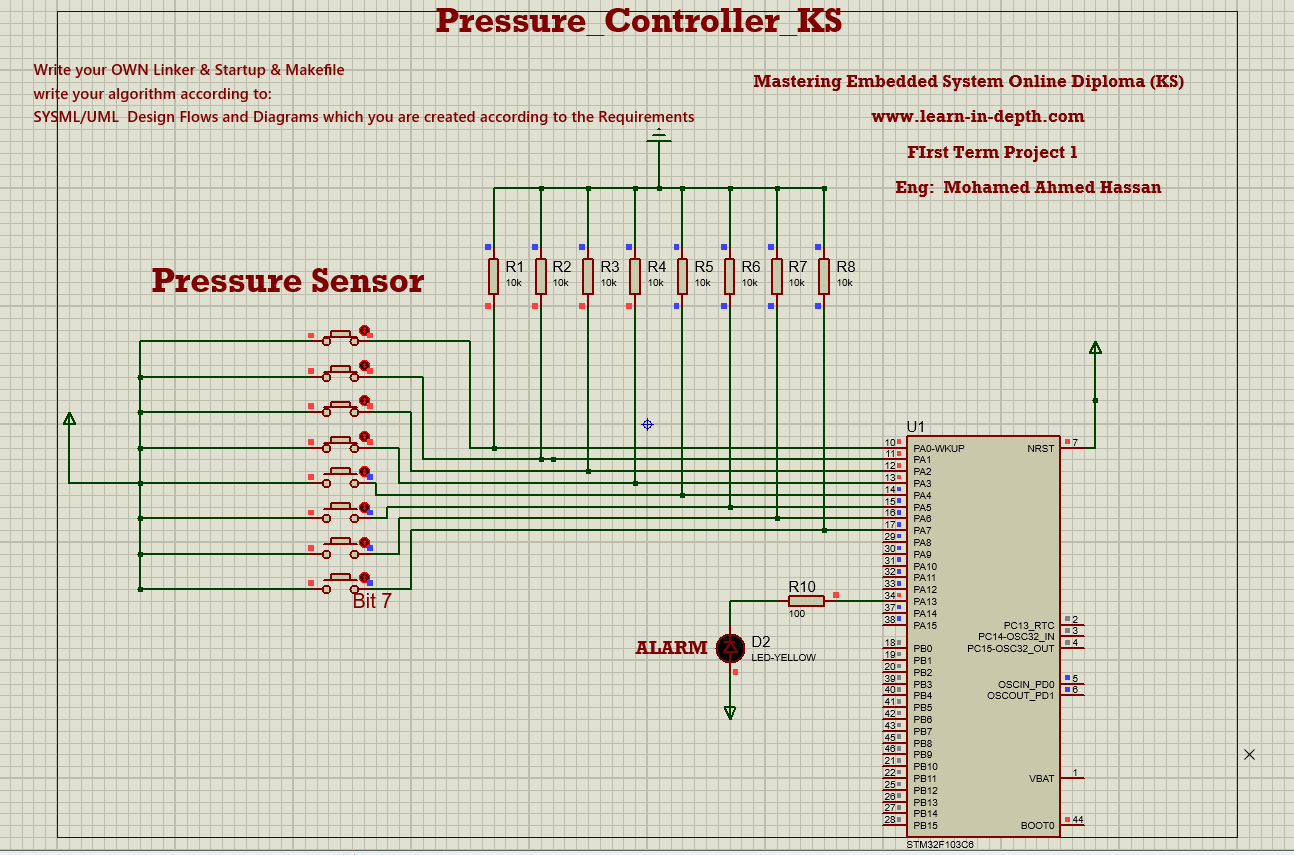 Pressure_Controller_KS
Write your OWN Linker & Startup & Makefile
write your algorithm according to:
SYSML/UML Design Flows and Diagrams which you are created according to the Requirements
Mastering Embedded System Online Diploma (KS)
www.learn-in-depth.com
FIrst Term Project 1
Eng: Mohamed Ahmed Hassan
Pressure Sensor
R1
10k
R2
10k
R3
10k
R4
10k
R5
10k
R6
10k
R7
10k
R8
10k
Bit 7
R10
100
ALARM
D2
LED-YELLOW
U1
10 PA0-WKUP NRST 7
11 PA1
12 PA2
13 PA3
14 PA4
15 PA5
16 PA6
17 PA7
29 PA8
30 PA9
31 PA10
32 PA11
33 PA12
34 PA13
37 PA14
38 PA15 PC13_RTC 2
PC14-OSC32_IN 3
18 PB0 PC15-OSC32_OUT 4
19 PB1
20 PB2
39 PB3 OSCIN_PD0 5
40 PB4 OSCOUT_PD1 6
41 PB5
42 PB6
43 PB7
45 PB8
46 PB9
21 PB10
22 PB11 VBAT 1
25 PB12
26 PB13
27 PB14
28 PB15 BOOT0 44
STM32F103C6